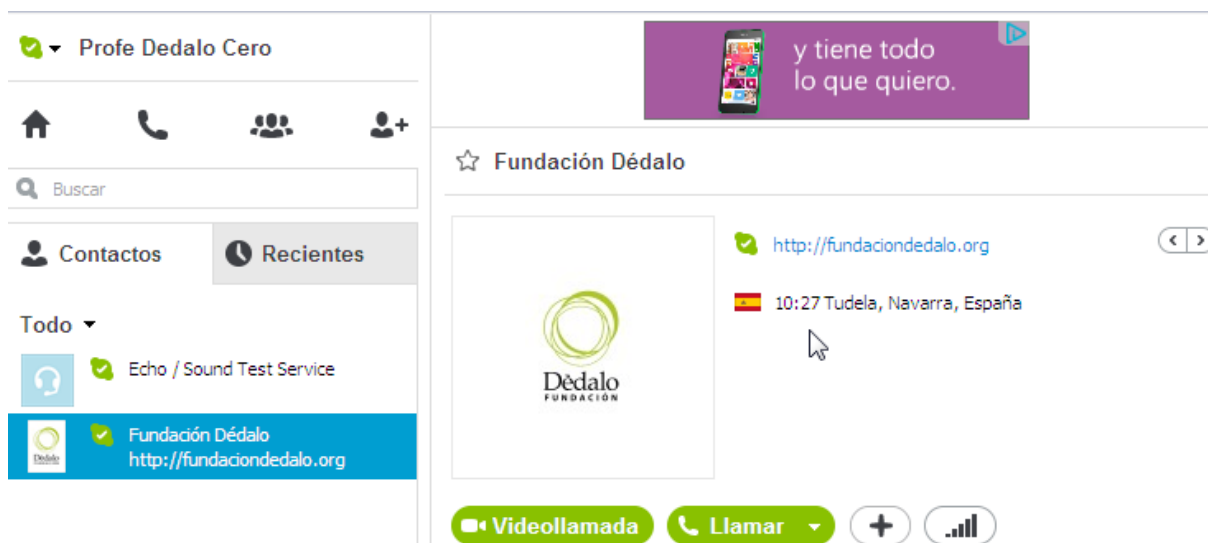 Profe Dedalo Cero
y tiene todo
lo que quiero.
Buscar
Contactos
Recientes
Todo
Echo / Sound Test Service
Fundación Dédalo
http://fundaciondedalo.org
Fundación Dédalo
http://fundaciondedalo.org
10:27 Tudela, Navarra, España
Dèdalo
FUNDACIÓN
Videollamada
Llamar